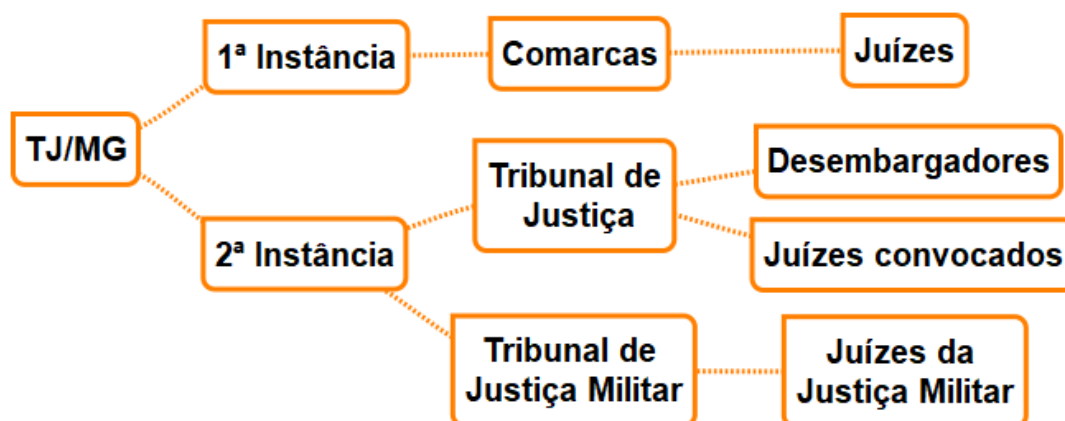 TJ/MG
1ª Instância
Comarcas
Juízes
2ª Instância
Tribunal de
Justiça
Desembargadores
Juízes convocados
Tribunal de
Justiça Militar
Juízes da
Justiça Militar